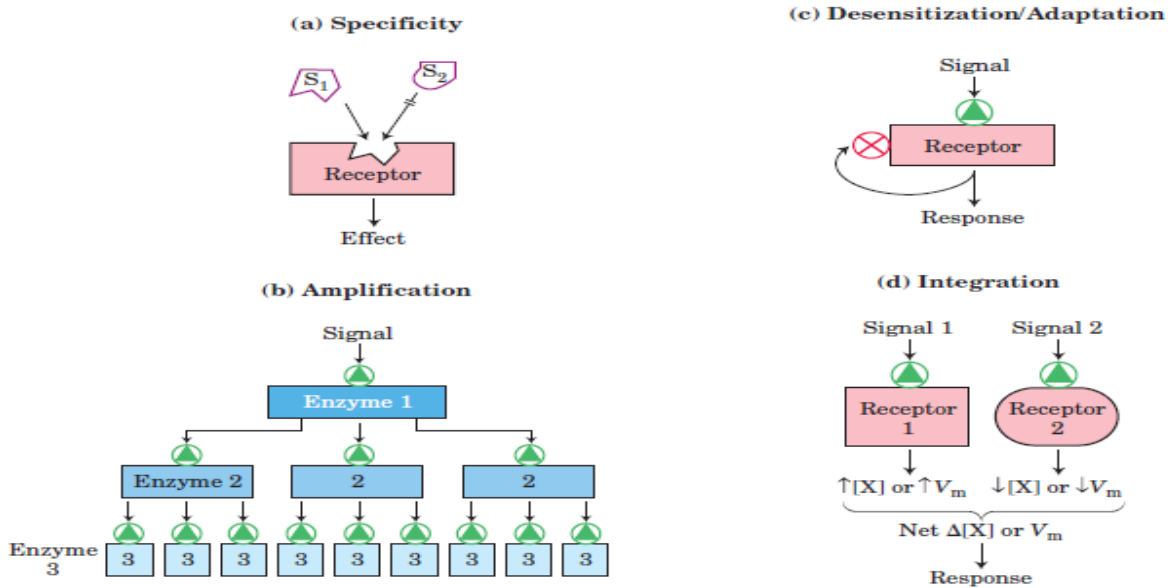 (a) Specificity
S1
S2
Receptor
Effect
(b) Amplification
Signal
Enzyme 1
Enzyme 2
2
2
Enzyme
3
3
3
3
3
3
3
3
3
3
(c) Desensitization/Adaptation
Signal
Receptor
Response
(d) Integration
Signal 1
Signal 2
Receptor
1
Receptor
2
↑[X] or ↑Vm
↓[X] or ↓Vm
Net Δ[X] or Vm
Response